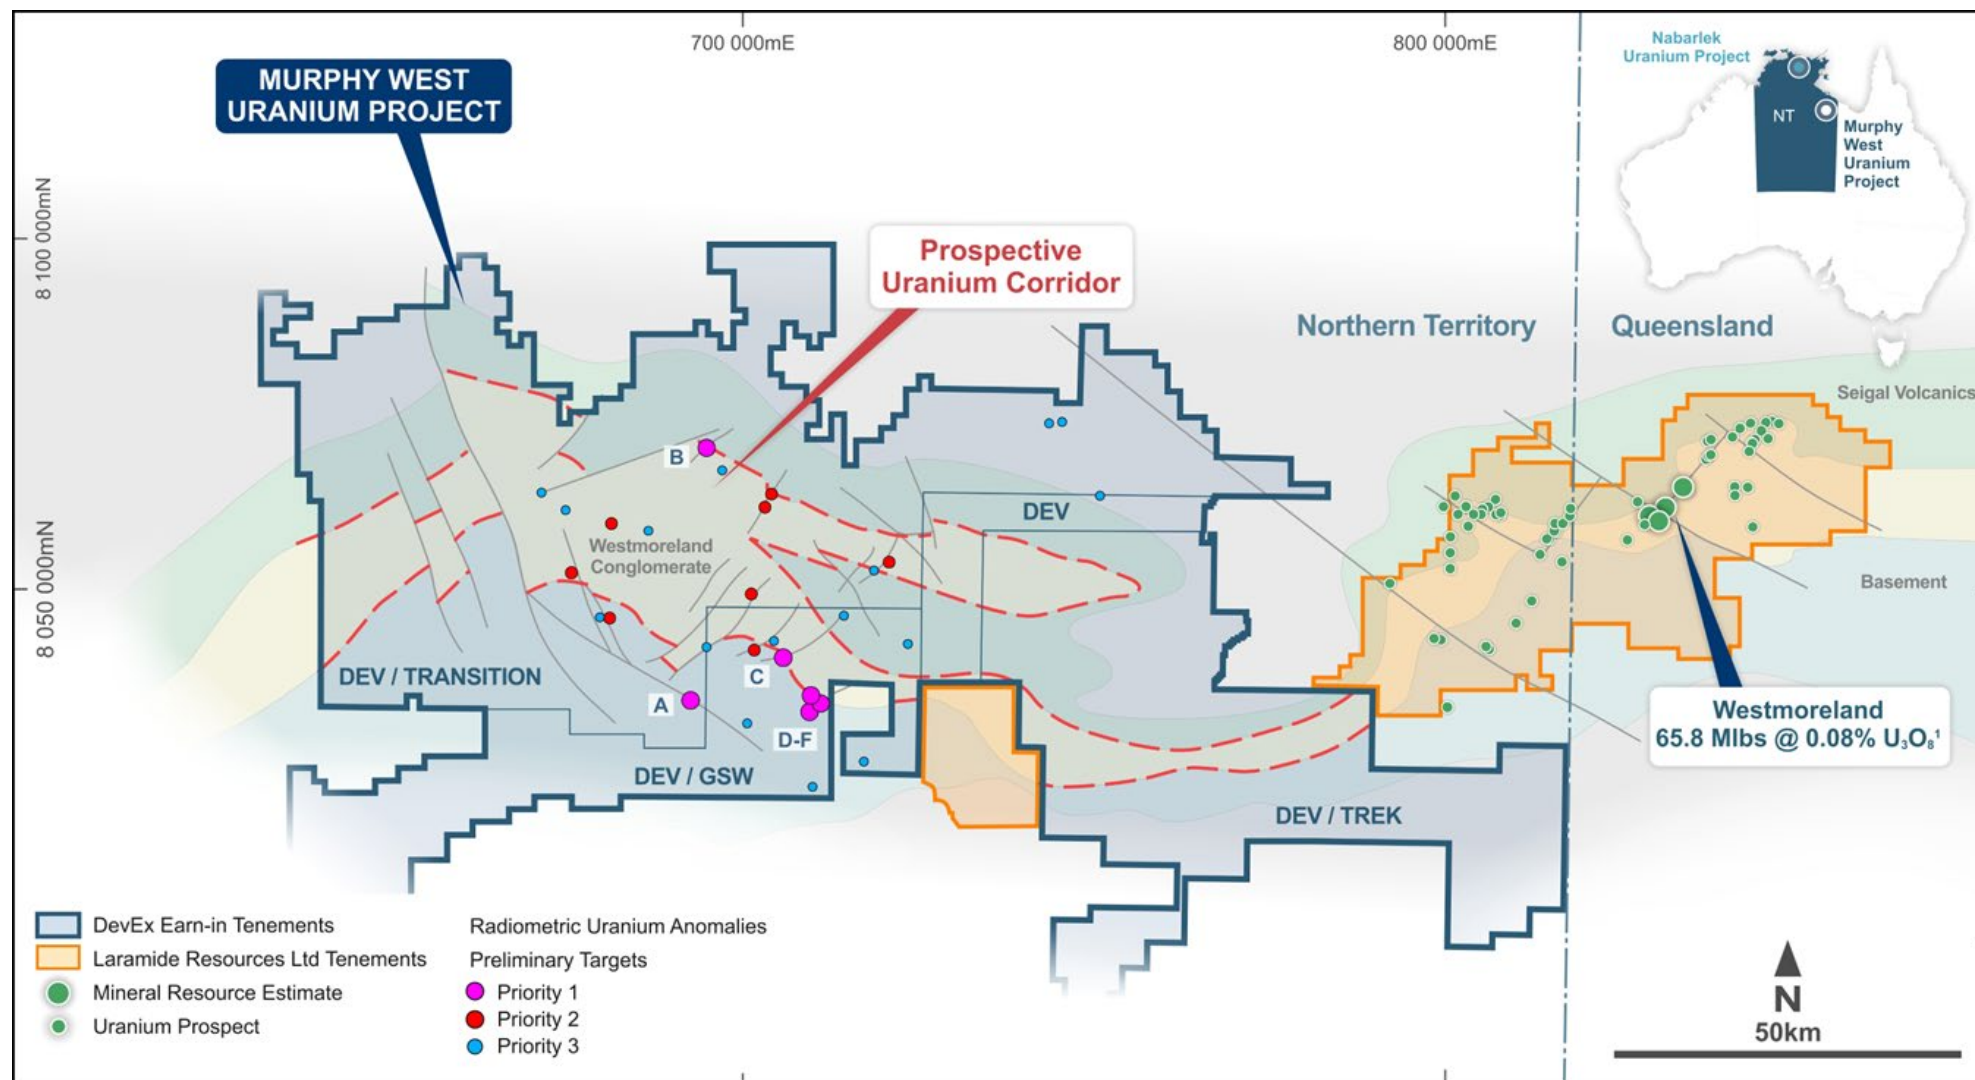 700 000mE
800 000mE
Nabarlek
Uranium Project
NT
Murphy
West
Uranium
Project
MURPHY WEST
URANIUM PROJECT
8 100 000mN
Prospective
Uranium Corridor
Northern Territory
Queensland
Seigal Volcanics
B
DEV
Westmoreland
Conglomerate
Basement
8 050 000mN
DEV / TRANSITION
C
A
D-F
Westmoreland
65.8 Mlbs @ 0.08% U₃O₈¹
DEV / GSW
DEV / TREK
DevEx Earn-in Tenements
Laramide Resources Ltd Tenements
Mineral Resource Estimate
Uranium Prospect
Radiometric Uranium Anomalies
Preliminary Targets
Priority 1
Priority 2
Priority 3
N
50km